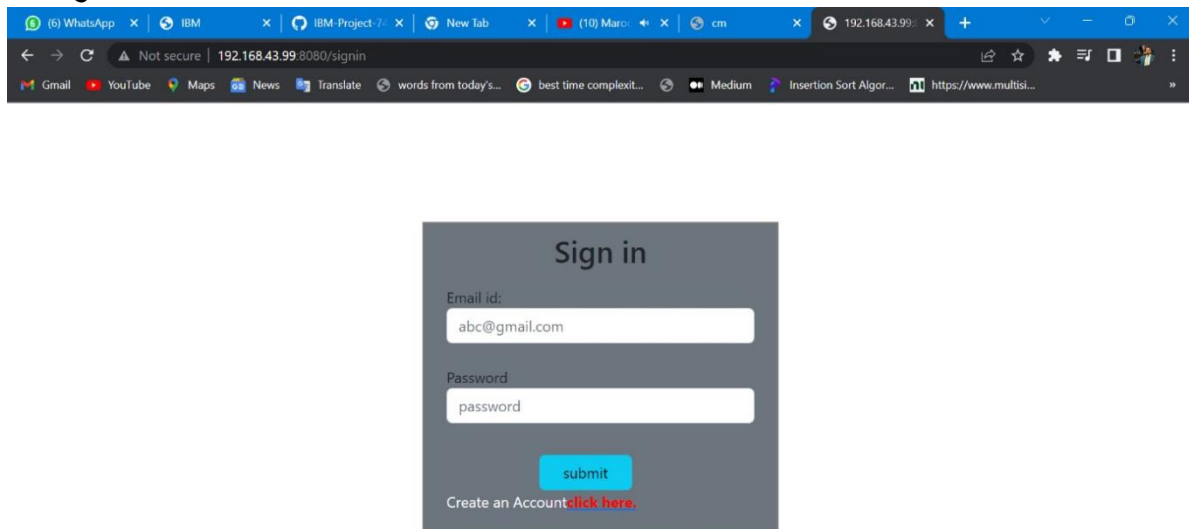 (6) WhatsApp
IBM
IBM-Project-74
New Tab
(10) Maro
cm
192.168.43.99:
Not secure
192.168.43.99:8080/signin
Gmail
YouTube
Maps
News
Translate
words from today's...
best time complexit...
Medium
Insertion Sort Algor...
https://www.multisi...
Sign in
Email id:
abc@gmail.com
Password
password
submit
Create an Accountclick here.